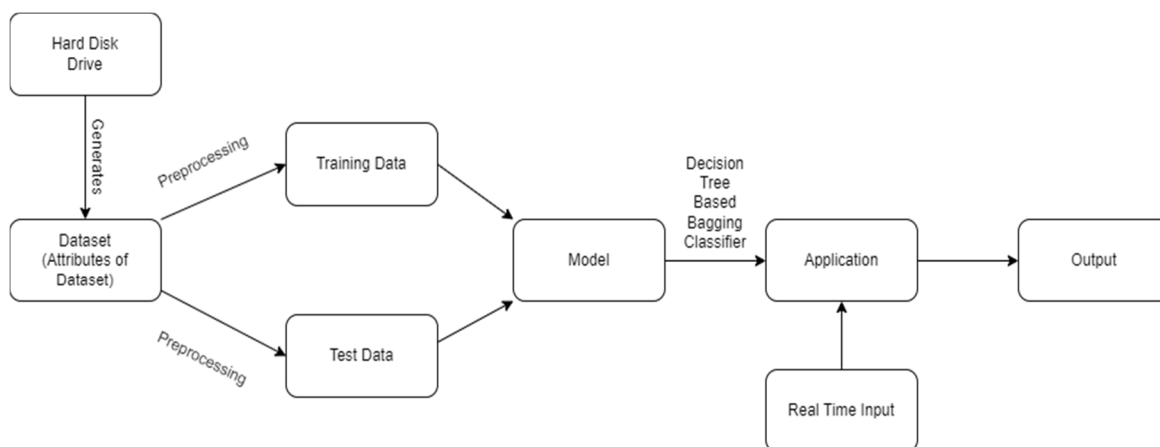 Hard Disk
Drive
Generates
Dataset
(Attributes of
Dataset)
Preprocessing
Training Data
Preprocessing
Test Data
Model
Decision
Tree
Based
Bagging
Classifier
Application
Real Time Input
Output